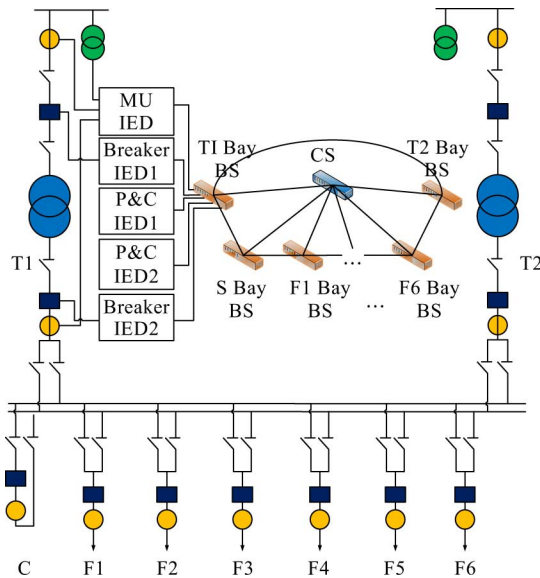 MU
IED
Breaker
IED1
P&C
IED1
P&C
IED2
Breaker
IED2
TI Bay
BS
CS
T2 Bay
BS
T1
T2
S Bay
BS
F1 Bay
BS
...
...
F6 Bay
BS
C
F1
F2
F3
F4
F5
F6